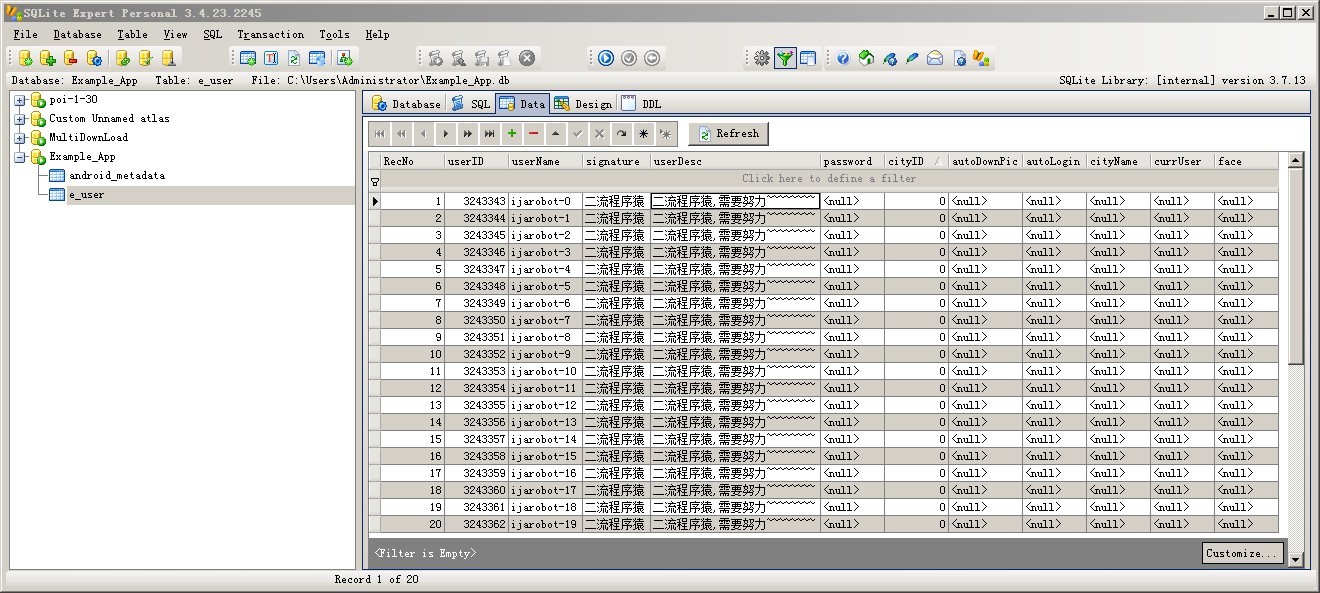 SQLite Expert Personal 3.4.23.2245
File Database Table View SQL Transaction Tools Help
Database: Example_App Table: e_user File: C:\Users\Administrator\Example_App.db SQLite Library: [internal] version 3.7.13
poi-1-30
Custom Unnamed atlas
MultiDownLoad
Example_App
android_metadata
e_user
Database SQL Data Design DDL
Refresh
RecNo userID userName signature userDesc password cityID autoDownPic autoLogin cityName currUser face
Click here to define a filter
1 3243343 ijarobot-0 二流程序猿 二流程序猿,需要努力~~~~~~~~ <null> 0 <null> <null> <null> <null> <null>
2 3243344 ijarobot-1 二流程序猿 二流程序猿,需要努力~~~~~~~~ <null> 0 <null> <null> <null> <null> <null>
3 3243345 ijarobot-2 二流程序猿 二流程序猿,需要努力~~~~~~~~ <null> 0 <null> <null> <null> <null> <null>
4 3243346 ijarobot-3 二流程序猿 二流程序猿,需要努力~~~~~~~~ <null> 0 <null> <null> <null> <null> <null>
5 3243347 ijarobot-4 二流程序猿 二流程序猿,需要努力~~~~~~~~ <null> 0 <null> <null> <null> <null> <null>
6 3243348 ijarobot-5 二流程序猿 二流程序猿,需要努力~~~~~~~~ <null> 0 <null> <null> <null> <null> <null>
7 3243349 ijarobot-6 二流程序猿 二流程序猿,需要努力~~~~~~~~ <null> 0 <null> <null> <null> <null> <null>
8 3243350 ijarobot-7 二流程序猿 二流程序猿,需要努力~~~~~~~~ <null> 0 <null> <null> <null> <null> <null>
9 3243351 ijarobot-8 二流程序猿 二流程序猿,需要努力~~~~~~~~ <null> 0 <null> <null> <null> <null> <null>
10 3243352 ijarobot-9 二流程序猿 二流程序猿,需要努力~~~~~~~~ <null> 0 <null> <null> <null> <null> <null>
11 3243353 ijarobot-10 二流程序猿 二流程序猿,需要努力~~~~~~~~ <null> 0 <null> <null> <null> <null> <null>
12 3243354 ijarobot-11 二流程序猿 二流程序猿,需要努力~~~~~~~~ <null> 0 <null> <null> <null> <null> <null>
13 3243355 ijarobot-12 二流程序猿 二流程序猿,需要努力~~~~~~~~ <null> 0 <null> <null> <null> <null> <null>
14 3243356 ijarobot-13 二流程序猿 二流程序猿,需要努力~~~~~~~~ <null> 0 <null> <null> <null> <null> <null>
15 3243357 ijarobot-14 二流程序猿 二流程序猿,需要努力~~~~~~~~ <null> 0 <null> <null> <null> <null> <null>
16 3243358 ijarobot-15 二流程序猿 二流程序猿,需要努力~~~~~~~~ <null> 0 <null> <null> <null> <null> <null>
17 3243359 ijarobot-16 二流程序猿 二流程序猿,需要努力~~~~~~~~ <null> 0 <null> <null> <null> <null> <null>
18 3243360 ijarobot-17 二流程序猿 二流程序猿,需要努力~~~~~~~~ <null> 0 <null> <null> <null> <null> <null>
19 3243361 ijarobot-18 二流程序猿 二流程序猿,需要努力~~~~~~~~ <null> 0 <null> <null> <null> <null> <null>
20 3243362 ijarobot-19 二流程序猿 二流程序猿,需要努力~~~~~~~~ <null> 0 <null> <null> <null> <null> <null>
<Filter is Empty> Customize...
Record 1 of 20